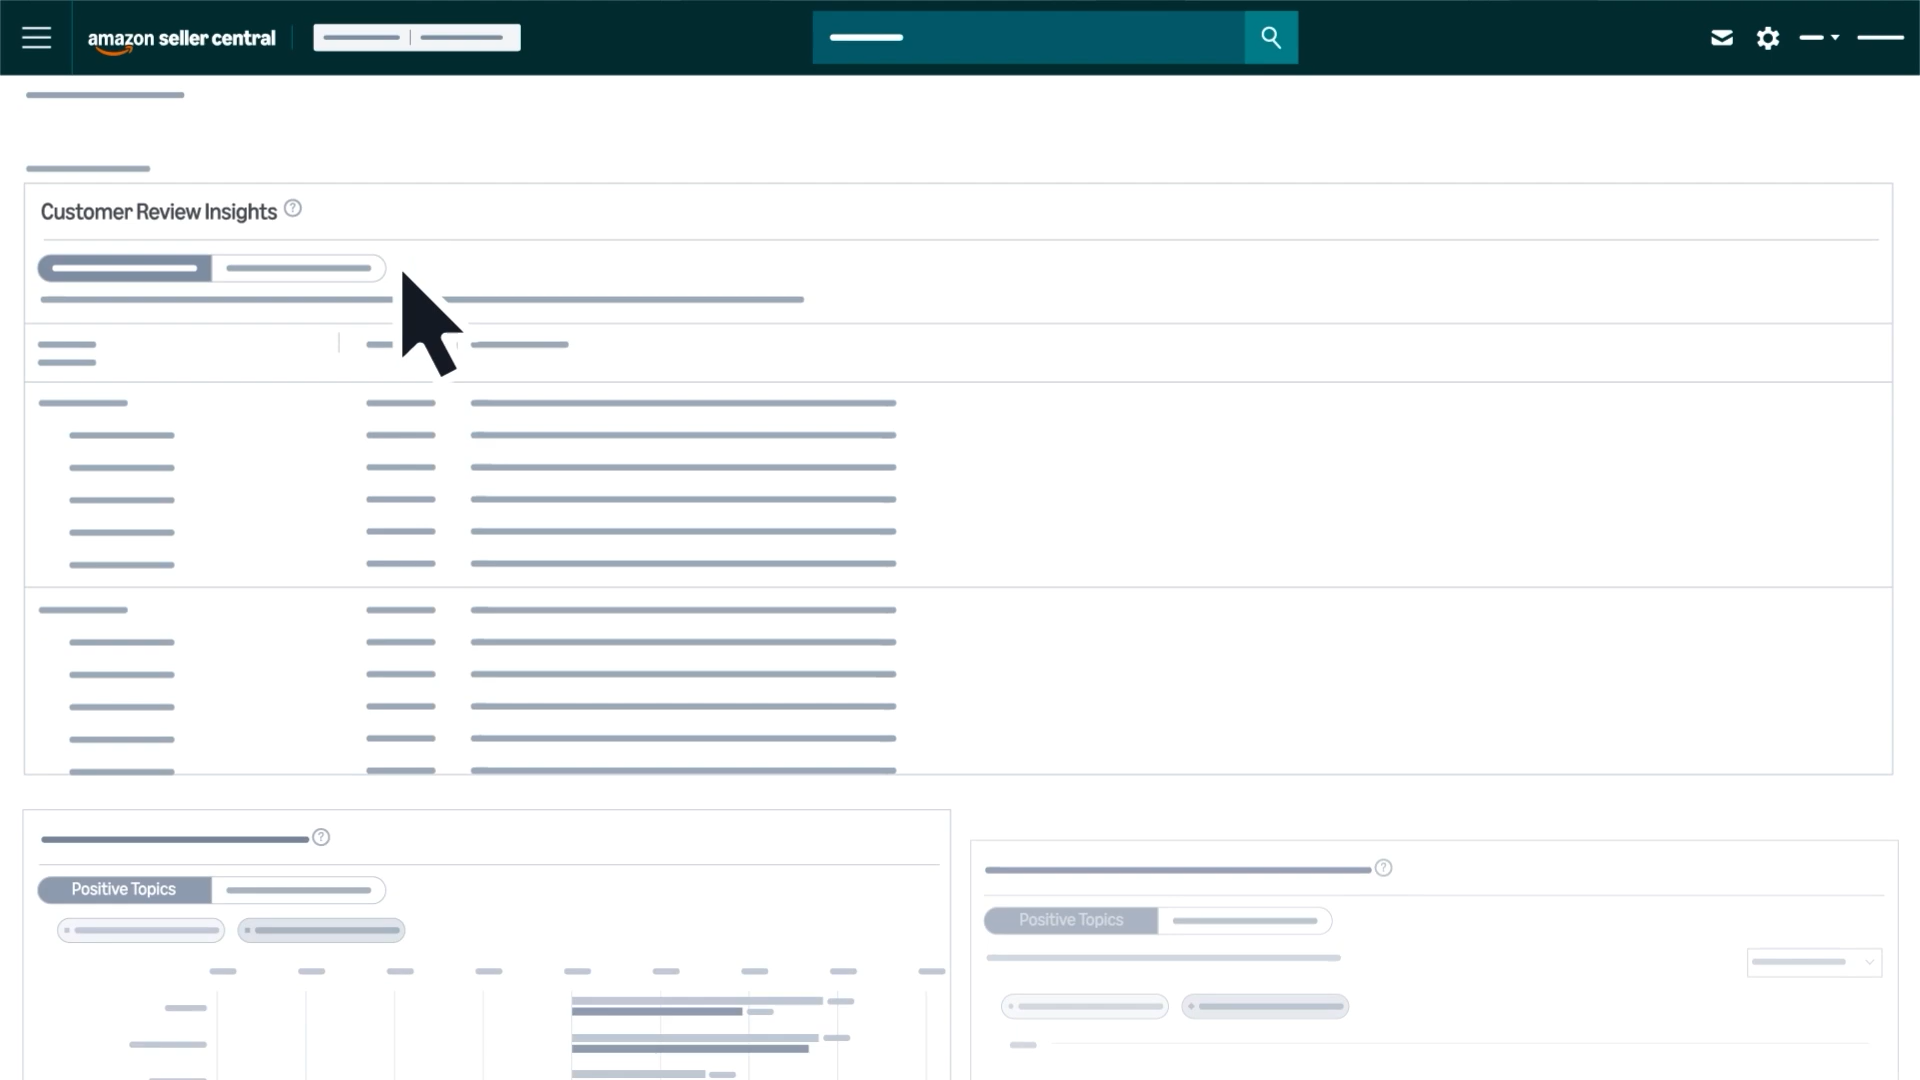 amazon seller central
Customer Review Insights
Positive Topics
Positive Topics